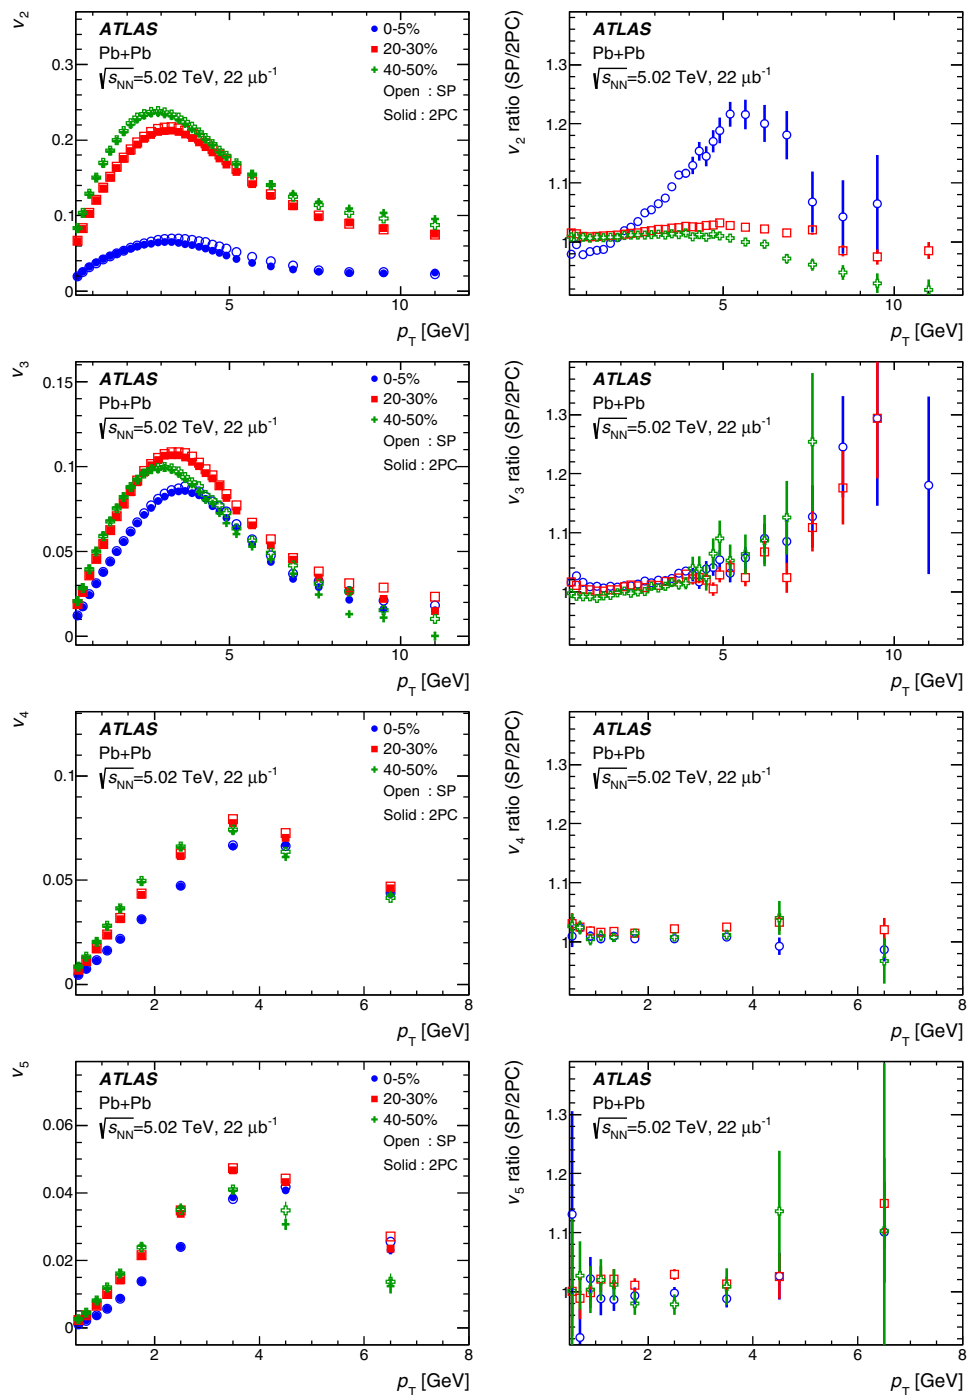 v2
ATLAS
Pb+Pb
√sNN=5.02 TeV, 22 μb-1
0-5%
20-30%
40-50%
Open : SP
Solid : 2PC
0.3
0.2
0.1
0
5
10
pT [GeV]
v2 ratio (SP/2PC)
ATLAS
Pb+Pb
√sNN=5.02 TeV, 22 μb-1
1.3
1.2
1.1
1
5
10
pT [GeV]
v3
ATLAS
Pb+Pb
√sNN=5.02 TeV, 22 μb-1
0-5%
20-30%
40-50%
Open : SP
Solid : 2PC
0.15
0.1
0.05
0
5
10
pT [GeV]
v3 ratio (SP/2PC)
ATLAS
Pb+Pb
√sNN=5.02 TeV, 22 μb-1
1.3
1.2
1.1
1
5
10
pT [GeV]
v4
ATLAS
Pb+Pb
√sNN=5.02 TeV, 22 μb-1
0-5%
20-30%
40-50%
Open : SP
Solid : 2PC
0.1
0.05
0
2
4
6
8
pT [GeV]
v4 ratio (SP/2PC)
ATLAS
Pb+Pb
√sNN=5.02 TeV, 22 μb-1
1.3
1.2
1.1
1
2
4
6
8
pT [GeV]
v5
ATLAS
Pb+Pb
√sNN=5.02 TeV, 22 μb-1
0-5%
20-30%
40-50%
Open : SP
Solid : 2PC
0.06
0.04
0.02
0
2
4
6
8
pT [GeV]
v5 ratio (SP/2PC)
ATLAS
Pb+Pb
√sNN=5.02 TeV, 22 μb-1
1.3
1.2
1.1
1
2
4
6
8
pT [GeV]